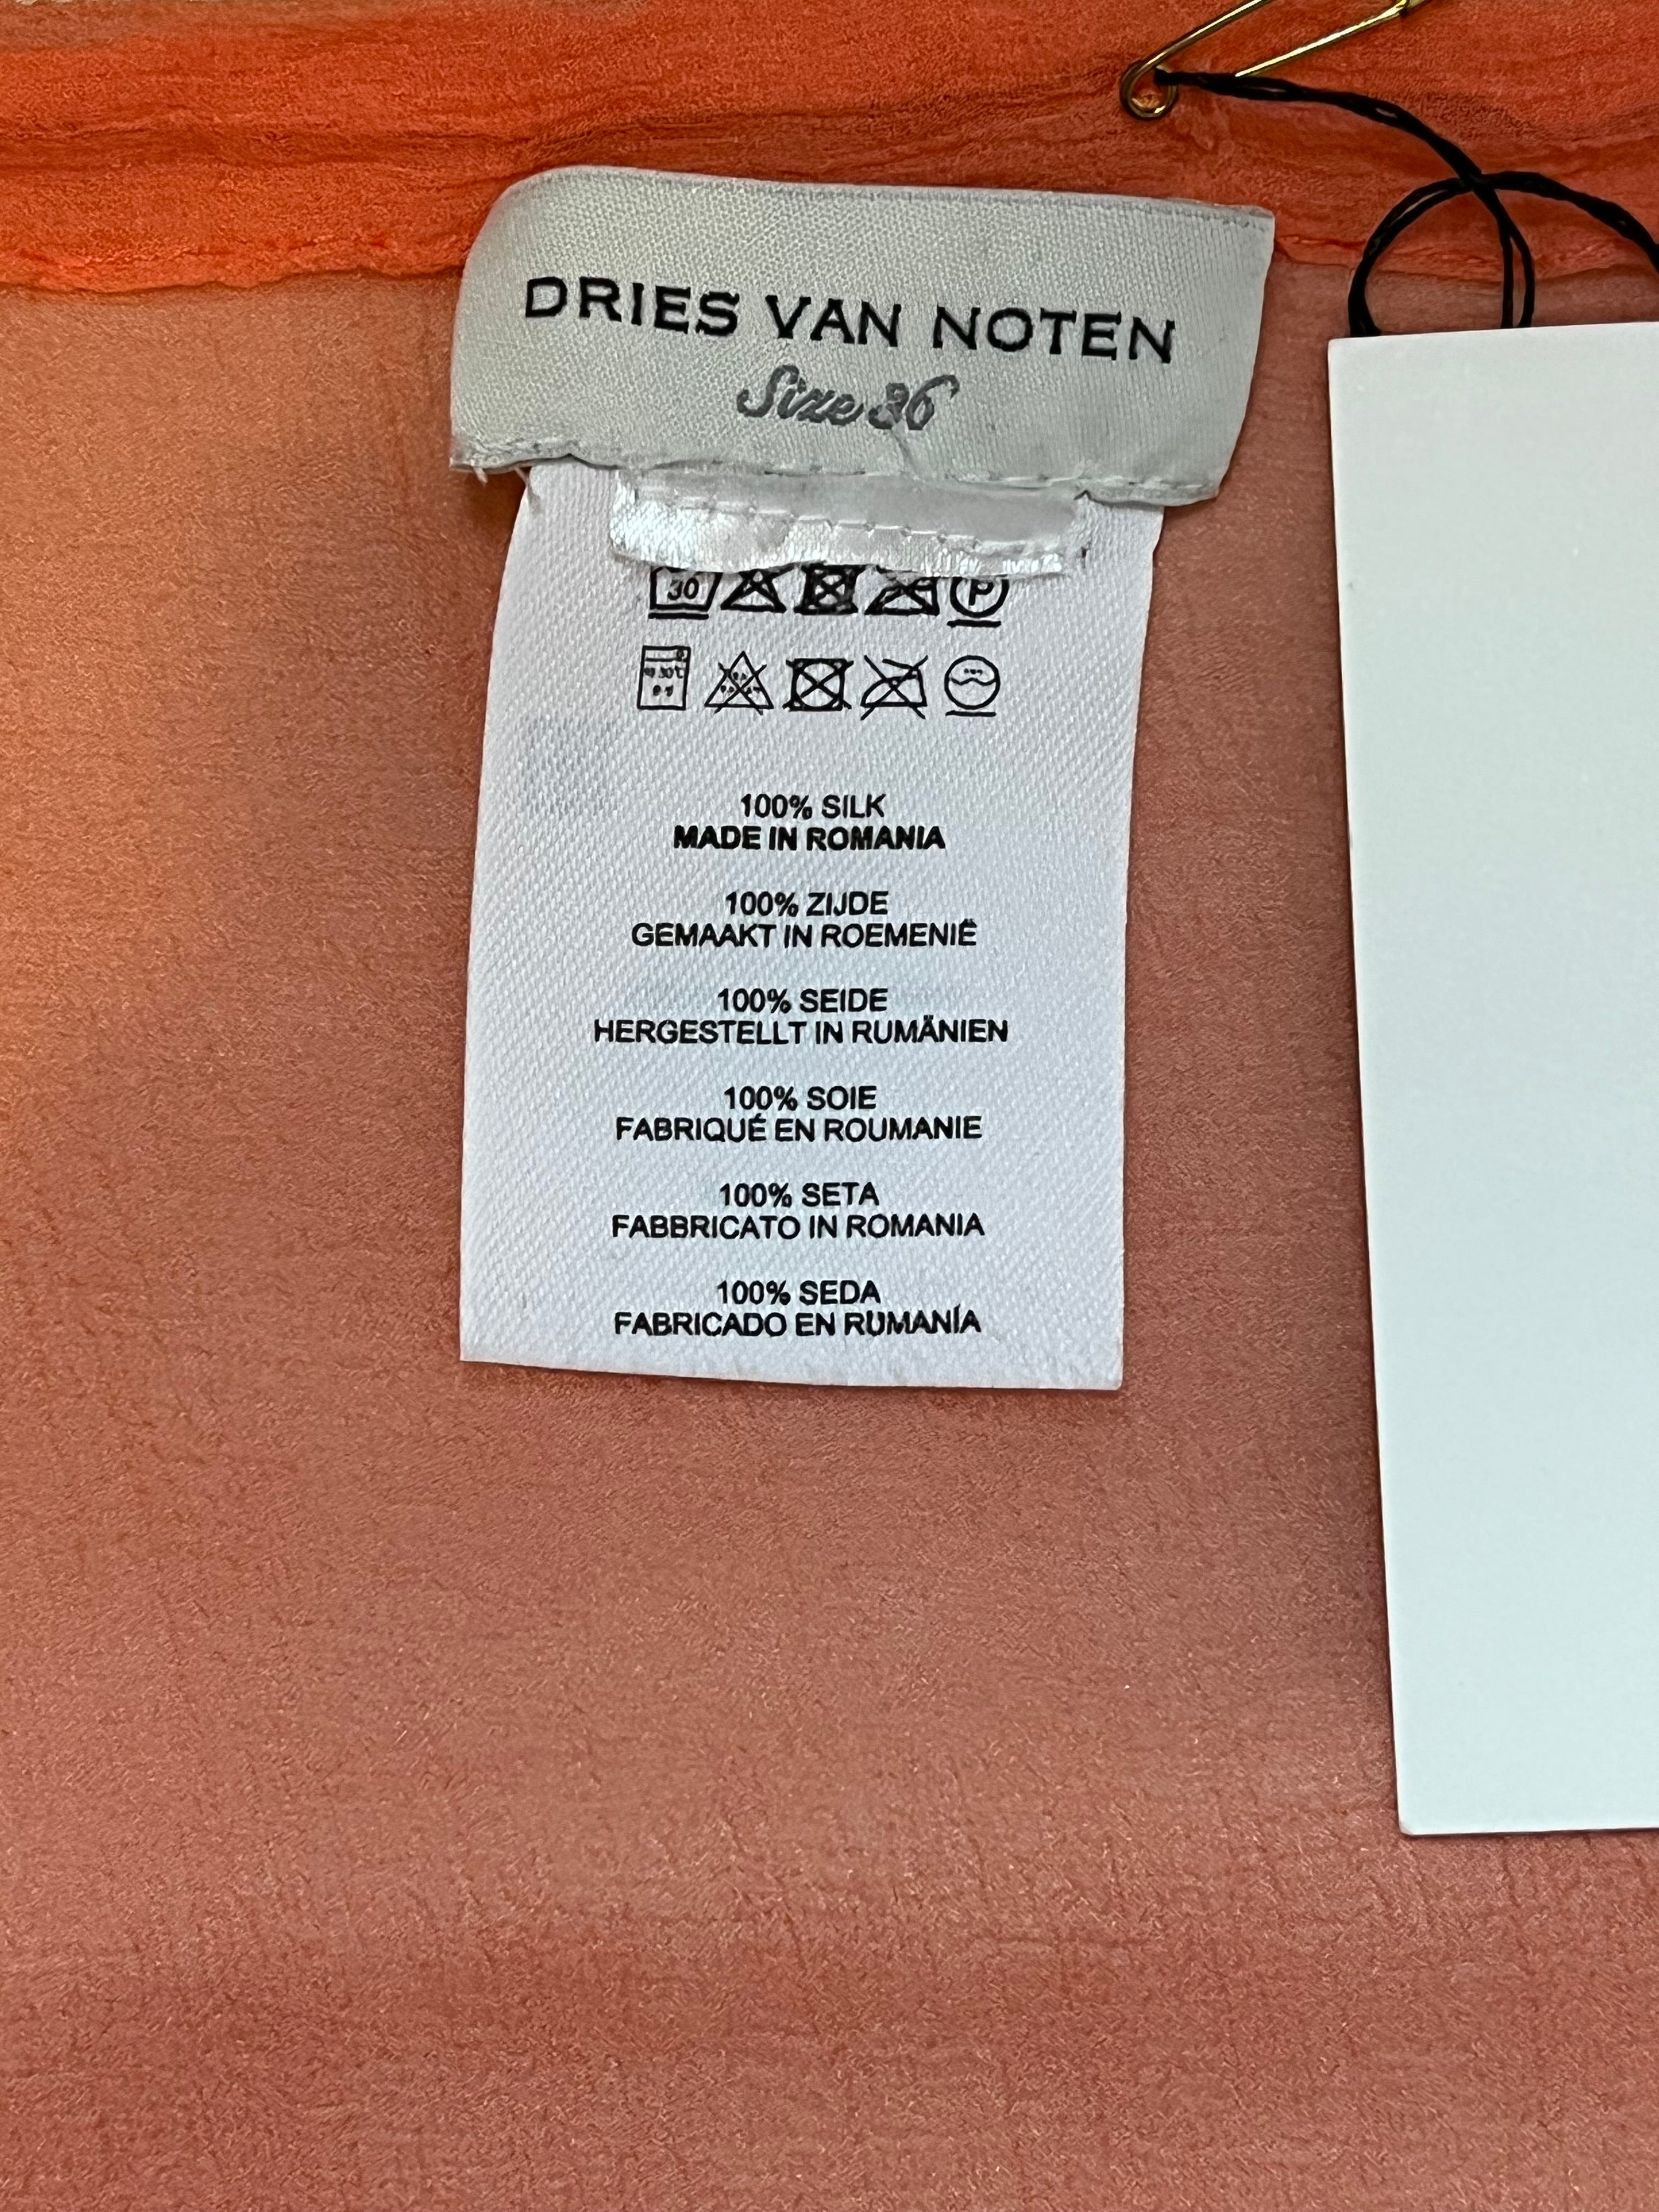 DRIES VAN NOTEN
Size 36
30
P
100% SILK
MADE IN ROMANIA
100% ZIJDE
GEMAAKT IN ROEMENIË
100% SEIDE
HERGESTELLT IN RUMÄNIEN
100% SOIE
FABRIQUÉ EN ROUMANIE
100% SETA
FABBRICATO IN ROMANIA
100% SEDA
FABRICADO EN RUMANÍA